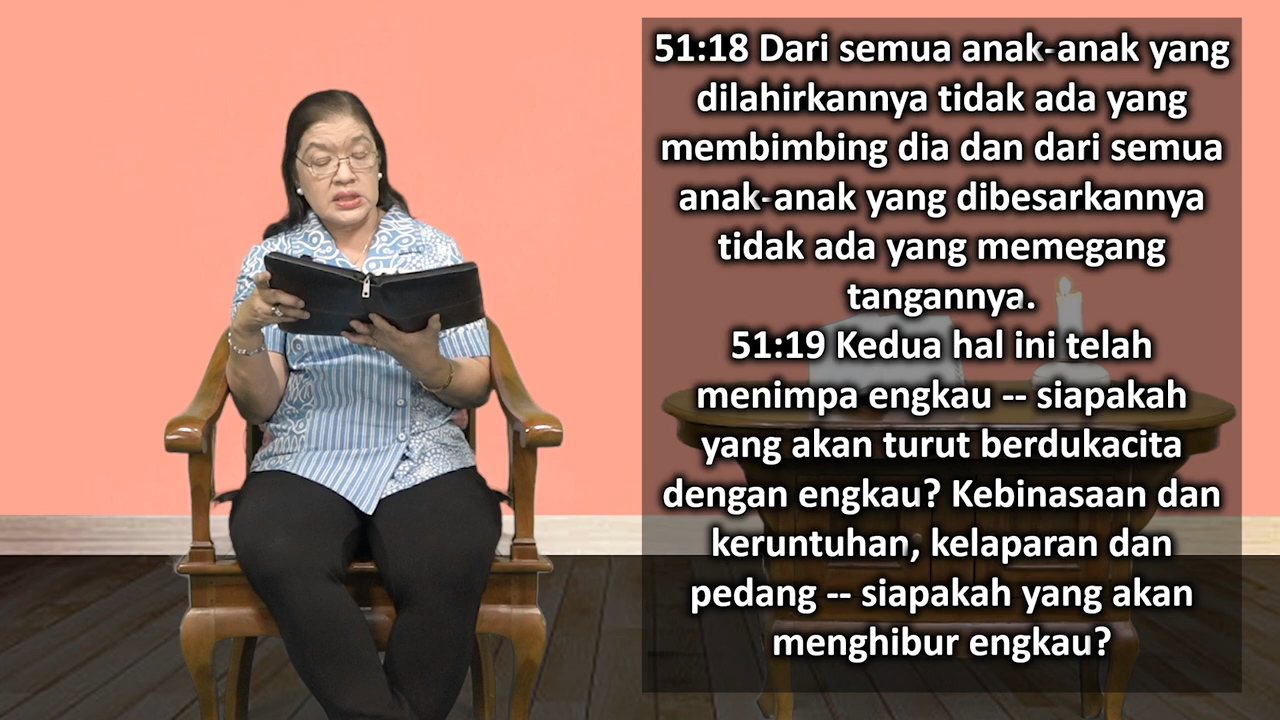 51:18 Dari semua anak-anak yang
dilahirkannya tidak ada yang
membimbing dia dan dari semua
anak-anak yang dibesarkannya
tidak ada yang memegang
tangannya.
51:19 Kedua hal ini telah
menimpa engkau -- siapakah
yang akan turut berdukacita
dengan engkau? Kebinasaan dan
keruntuhan, kelaparan dan
pedang -- siapakah yang akan
menghibur engkau?